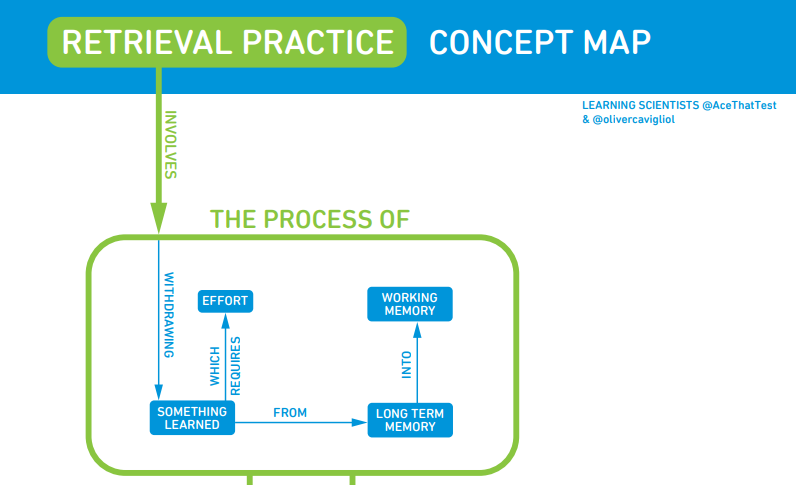 RETRIEVAL PRACTICE CONCEPT MAP
LEARNING SCIENTISTS @AceThatTest
& @olivercavigliol
INVOLVES
THE PROCESS OF
WITHDRAWING
EFFORT
WORKING
MEMORY
WHICH
REQUIRES
INTO
SOMETHING
LEARNED
FROM
LONG TERM
MEMORY